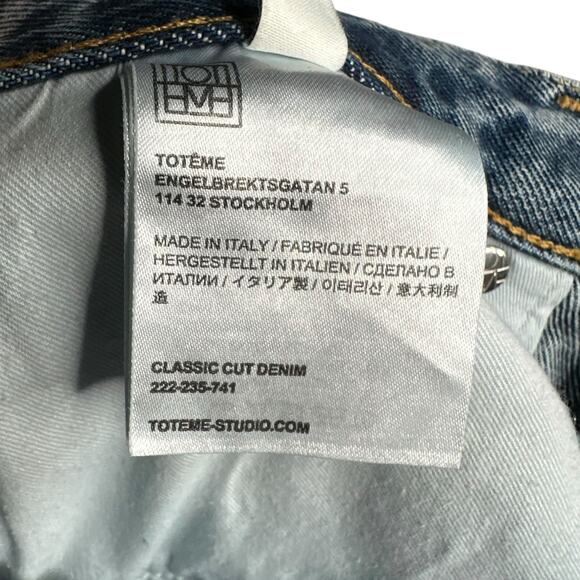 TOTEME
TOTÊME
ENGELBREKTSGATAN 5
114 32 STOCKHOLM
MADE IN ITALY / FABRIQUÉ EN ITALIE /
HERGESTELLT IN ITALIEN / СДЕЛАНО В
ИТАЛИИ / イタリア製 / 이태리산 / 意大利制
造
CLASSIC CUT DENIM
222-235-741
TOTEME-STUDIO.COM